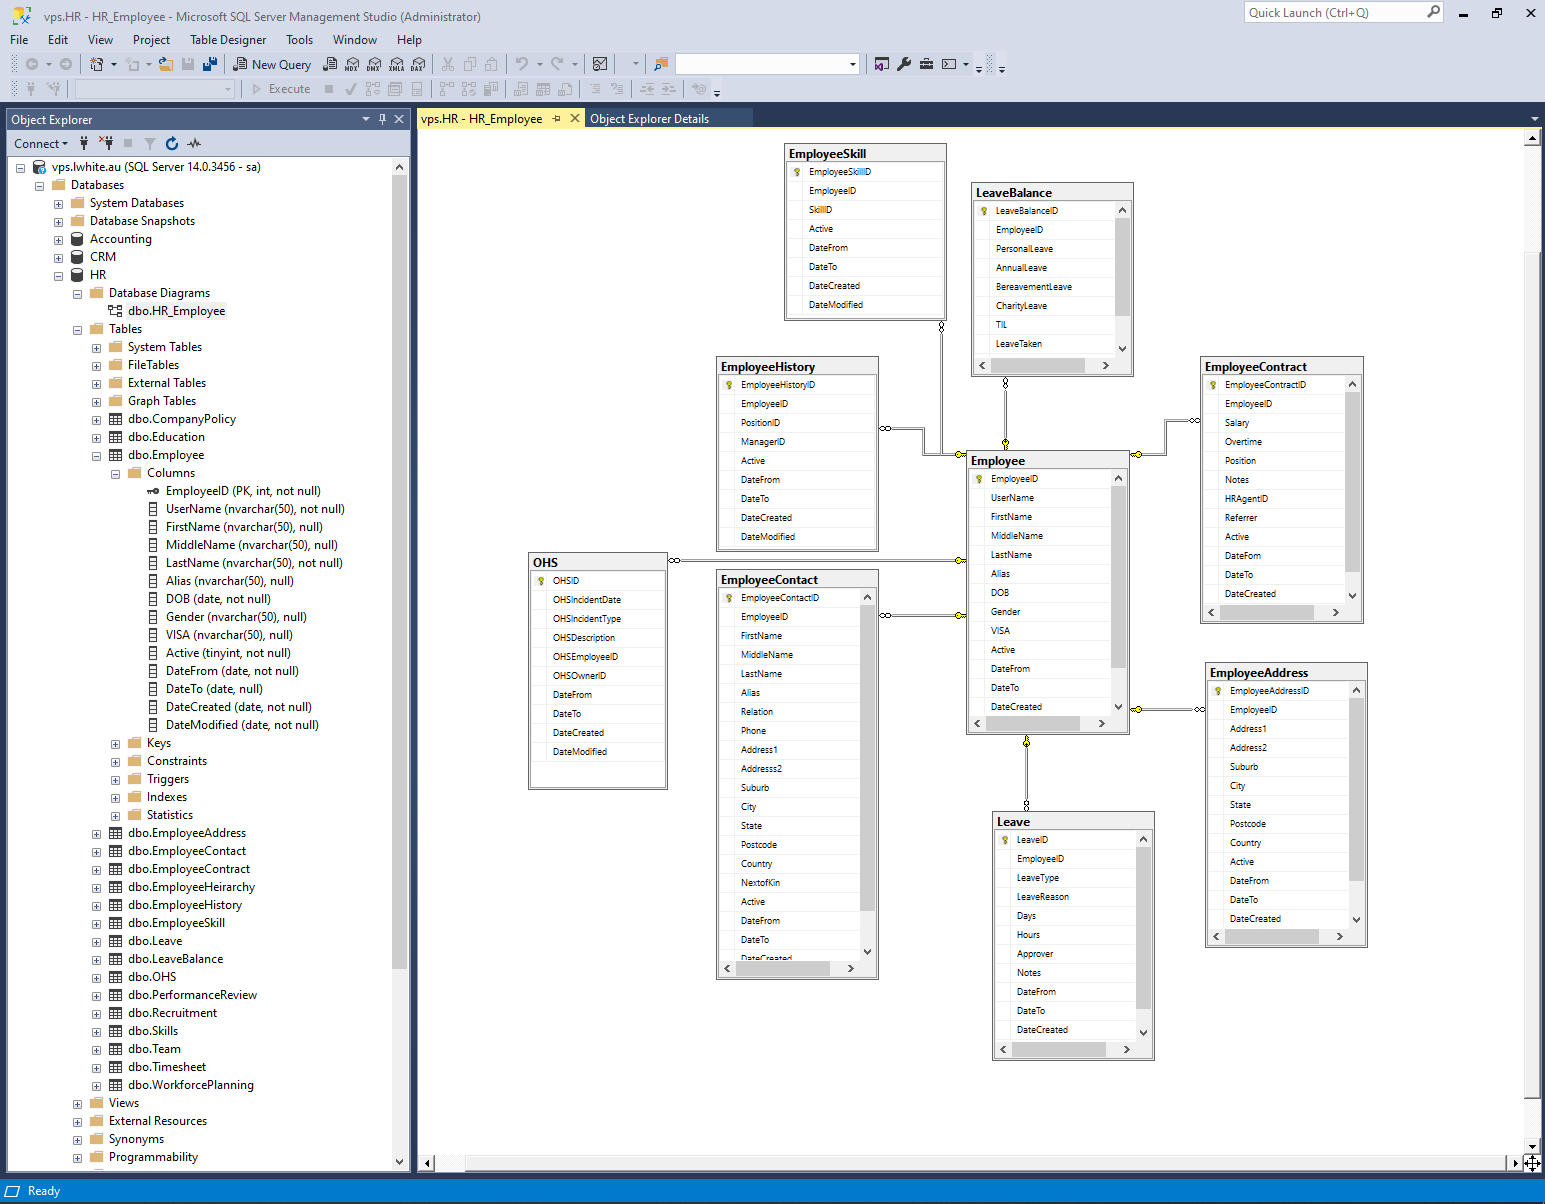 vps.HR - HR_Employee - Microsoft SQL Server Management Studio (Administrator)
Quick Launch (Ctrl+Q)
File Edit View Project Table Designer Tools Window Help
New Query MDX DMX XMLA DAX
Execute
Object Explorer
Connect
vps.lwhite.au (SQL Server 14.0.3456 - sa)
Databases
System Databases
Database Snapshots
Accounting
CRM
HR
Database Diagrams
dbo.HR_Employee
Tables
System Tables
FileTables
External Tables
Graph Tables
dbo.CompanyPolicy
dbo.Education
dbo.Employee
Columns
EmployeeID (PK, int, not null)
UserName (nvarchar(50), not null)
FirstName (nvarchar(50), null)
MiddleName (nvarchar(50), null)
LastName (nvarchar(50), not null)
Alias (nvarchar(50), null)
DOB (date, not null)
Gender (nvarchar(50), null)
VISA (nvarchar(50), null)
Active (tinyint, not null)
DateFrom (date, not null)
DateTo (date, null)
DateCreated (date, not null)
DateModified (date, not null)
Keys
Constraints
Triggers
Indexes
Statistics
dbo.EmployeeAddress
dbo.EmployeeContact
dbo.EmployeeContract
dbo.EmployeeHeirarchy
dbo.EmployeeHistory
dbo.EmployeeSkill
dbo.Leave
dbo.LeaveBalance
dbo.OHS
dbo.PerformanceReview
dbo.Recruitment
dbo.Skills
dbo.Team
dbo.Timesheet
dbo.WorkforcePlanning
Views
External Resources
Synonyms
Programmability
vps.HR - HR_Employee
Object Explorer Details
EmployeeSkill
EmployeeSkillID
EmployeeID
SkillID
Active
DateFrom
DateTo
DateCreated
DateModified
LeaveBalance
LeaveBalanceID
EmployeeID
PersonalLeave
AnnualLeave
BereavementLeave
CharityLeave
TIL
LeaveTaken
EmployeeHistory
EmployeeHistoryID
EmployeeID
PositionID
ManagerID
Active
DateFrom
DateTo
DateCreated
DateModified
EmployeeContract
EmployeeContractID
EmployeeID
Salary
Overtime
Position
Notes
HRAgentID
Referrer
Active
DateFom
DateTo
DateCreated
Employee
EmployeeID
UserName
FirstName
MiddleName
LastName
Alias
DOB
Gender
VISA
Active
DateFrom
DateTo
DateCreated
OHS
OHSID
OHSIncidentDate
OHSIncidentType
OHSDescription
OHSEmployeeID
OHSOwnerID
DateFrom
DateTo
DateCreated
DateModified
EmployeeContact
EmployeeContactID
EmployeeID
FirstName
MiddleName
LastName
Alias
Relation
Phone
Address1
Addresss2
Suburb
City
State
Postcode
Country
NextofKin
Active
DateFrom
DateTo
DateCreated
EmployeeAddress
EmployeeAddressID
EmployeeID
Address1
Address2
Suburb
City
State
Postcode
Country
Active
DateFrom
DateTo
DateCreated
Leave
LeaveID
EmployeeID
LeaveType
LeaveReason
Days
Hours
Approver
Notes
DateFrom
DateTo
DateCreated
Ready